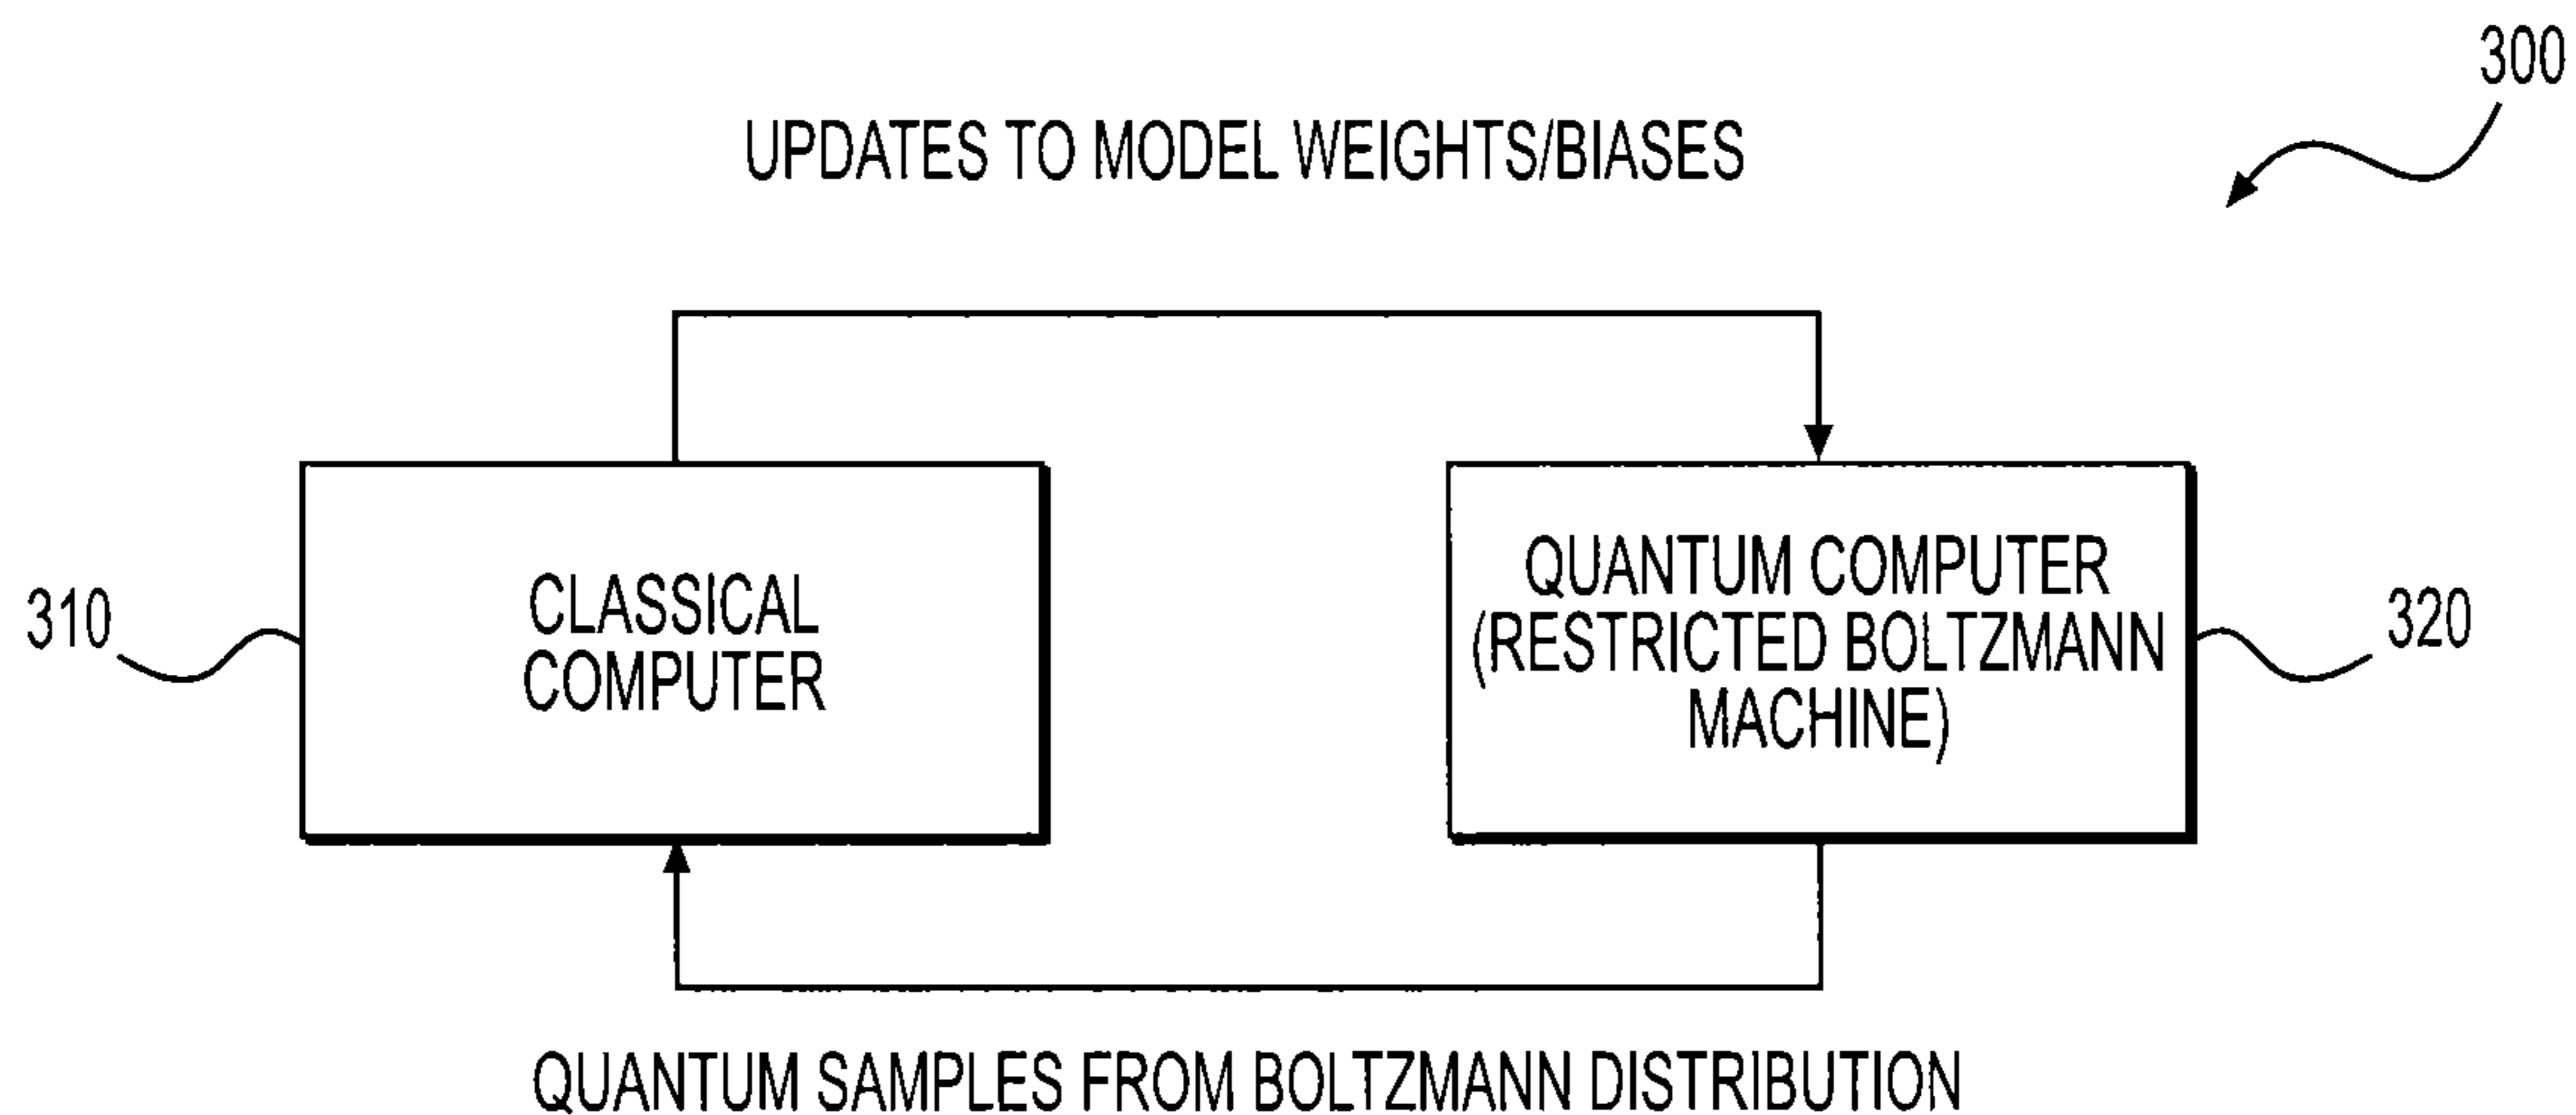 300
UPDATES TO MODEL WEIGHTS/BIASES
310
CLASSICAL
COMPUTER
QUANTUM COMPUTER
(RESTRICTED BOLTZMANN
MACHINE)
320
QUANTUM SAMPLES FROM BOLTZMANN DISTRIBUTION